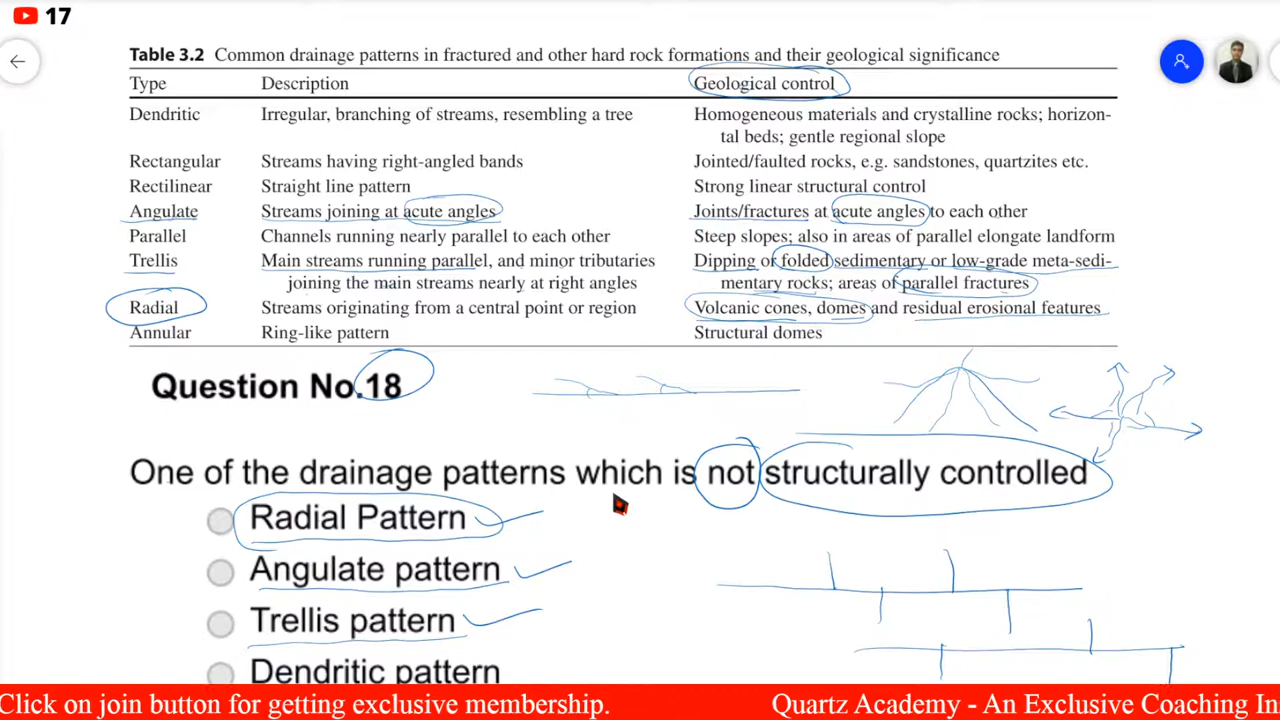 17
Table 3.2 Common drainage patterns in fractured and other hard rock formations and their geological significance
Type Description Geological control
Dendritic Irregular, branching of streams, resembling a tree Homogeneous materials and crystalline rocks; horizon-
tal beds; gentle regional slope
Rectangular Streams having right-angled bands Jointed/faulted rocks, e.g. sandstones, quartzites etc.
Rectilinear Straight line pattern Strong linear structural control
Angulate Streams joining at acute angles Joints/fractures at acute angles to each other
Parallel Channels running nearly parallel to each other Steep slopes; also in areas of parallel elongate landform
Trellis Main streams running parallel, and minor tributaries Dipping or folded sedimentary or low-grade meta-sedi-
joining the main streams nearly at right angles mentary rocks; areas of parallel fractures
Radial Streams originating from a central point or region Volcanic cones, domes and residual erosional features
Annular Ring-like pattern Structural domes
Question No.18
One of the drainage patterns which is not structurally controlled
Radial Pattern
Angulate pattern
Trellis pattern
Dendritic pattern
Click on join button for getting exclusive membership. Quartz Academy - An Exclusive Coaching In